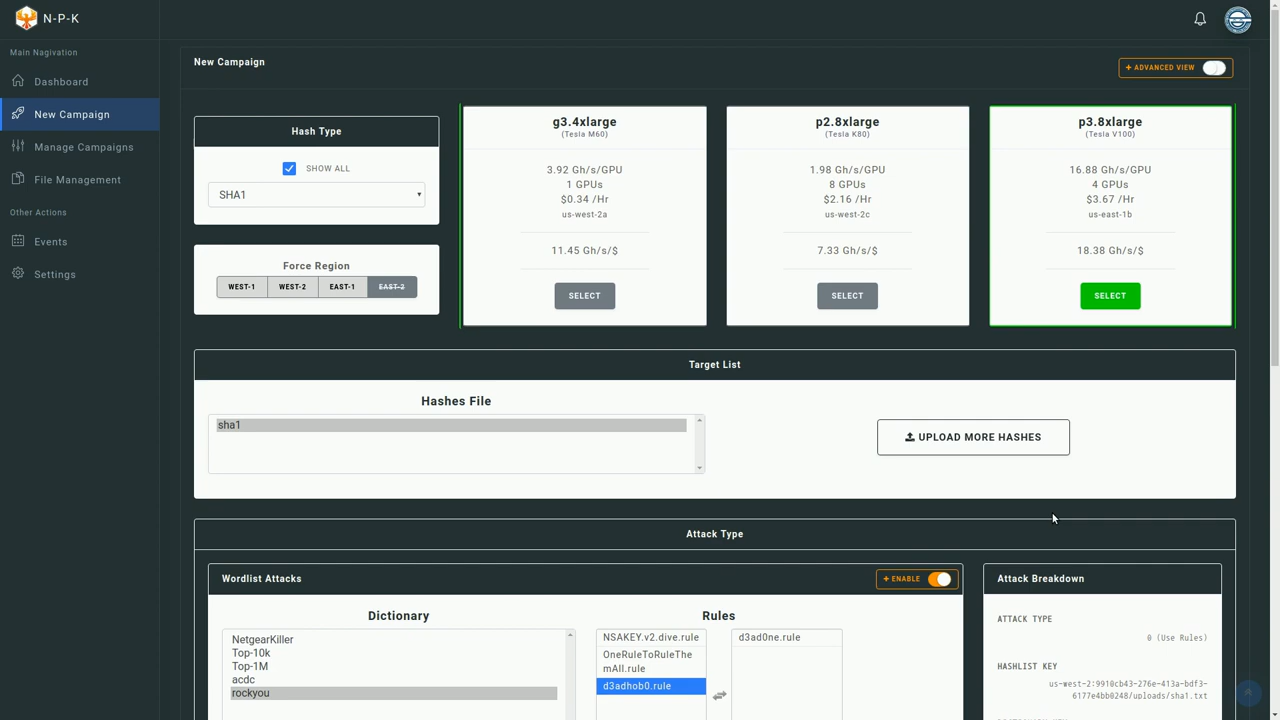 N-P-K
Main Nagivation
Dashboard
New Campaign
Manage Campaigns
File Management
Other Actions
Events
Settings
New Campaign
+ ADVANCED VIEW
Hash Type
SHOW ALL
SHA1
Force Region
WEST-1 WEST-2 EAST-1 EAST-2
g3.4xlarge
(Tesla M60)
3.92 Gh/s/GPU
1 GPUs
$0.34 /Hr
us-west-2a
11.45 Gh/s/$
SELECT
p2.8xlarge
(Tesla K80)
1.98 Gh/s/GPU
8 GPUs
$2.16 /Hr
us-west-2c
7.33 Gh/s/$
SELECT
p3.8xlarge
(Tesla V100)
16.88 Gh/s/GPU
4 GPUs
$3.67 /Hr
us-east-1b
18.38 Gh/s/$
SELECT
Target List
Hashes File
sha1
UPLOAD MORE HASHES
Attack Type
Wordlist Attacks
+ ENABLE
Dictionary
NetgearKiller
Top-10k
Top-1M
acdc
rockyou
Rules
NSAKEY.v2.dive.rule
OneRuleToRuleThe
mAll.rule
d3adhob0.rule
d3ad0ne.rule
Attack Breakdown
ATTACK TYPE
0 (Use Rules)
HASHLIST KEY
us-west-2:9910cb43-276e-413a-bdf3-
6177e4bb0248/uploads/sha1.txt